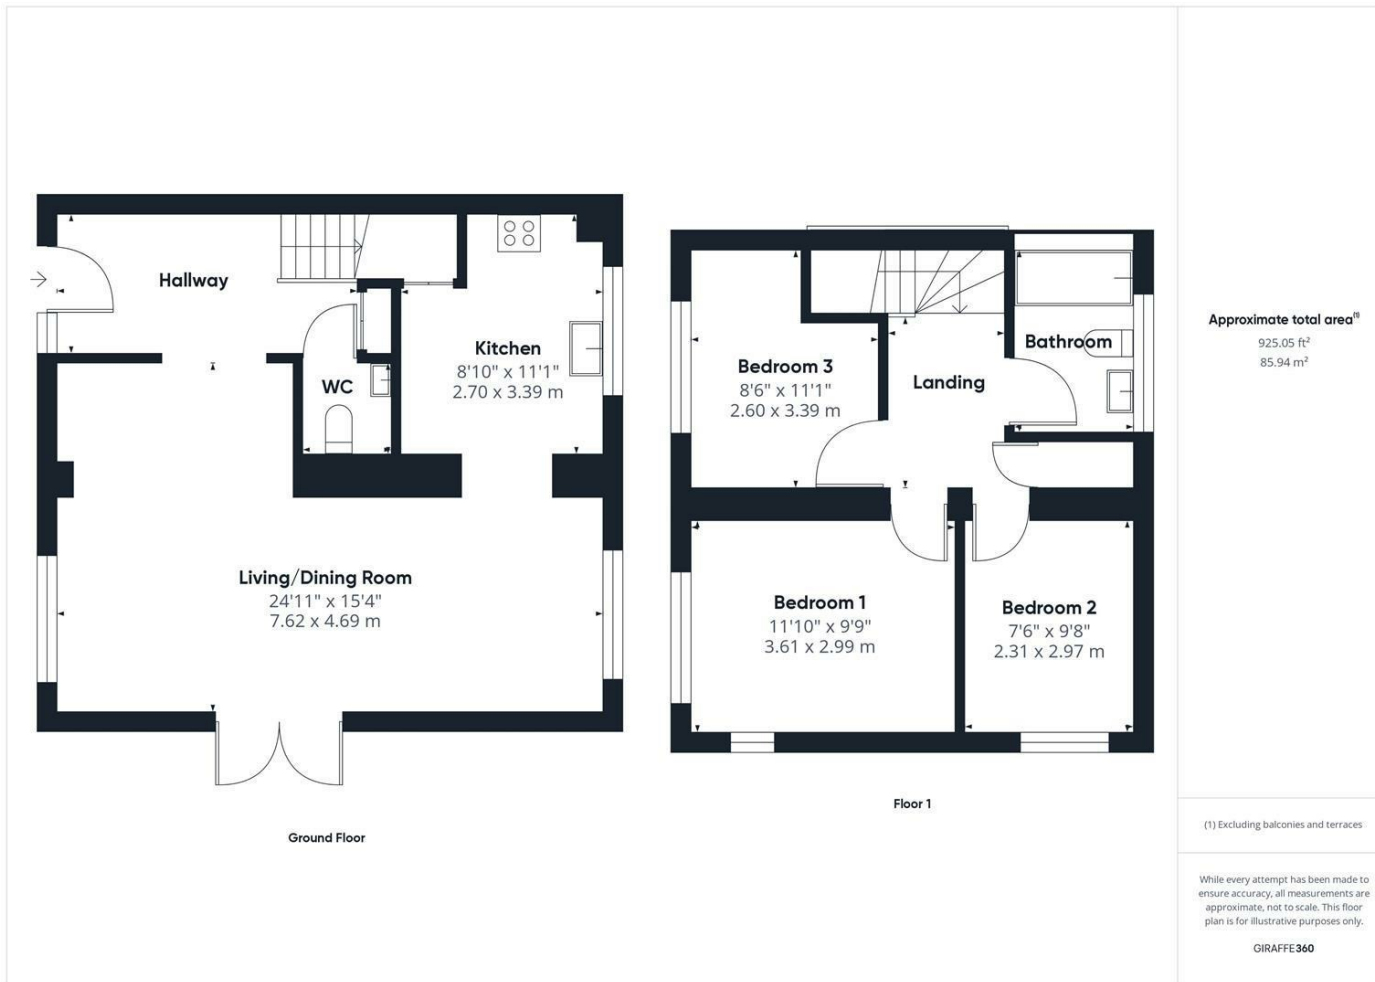 Hallway
Kitchen
8'10" x 11'1"
2.70 x 3.39 m
WC
Living/Dining Room
24'11" x 15'4"
7.62 x 4.69 m
Ground Floor
Bedroom 3
8'6" x 11'1"
2.60 x 3.39 m
Landing
Bathroom
Bedroom 1
11'10" x 9'9"
3.61 x 2.99 m
Bedroom 2
7'6" x 9'8"
2.31 x 2.97 m
Floor 1
Approximate total area⁽¹⁾
925.05 ft²
85.94 m²
(1) Excluding balconies and terraces
While every attempt has been made to
ensure accuracy, all measurements are
approximate, not to scale. This floor
plan is for illustrative purposes only.
GIRAFFE360